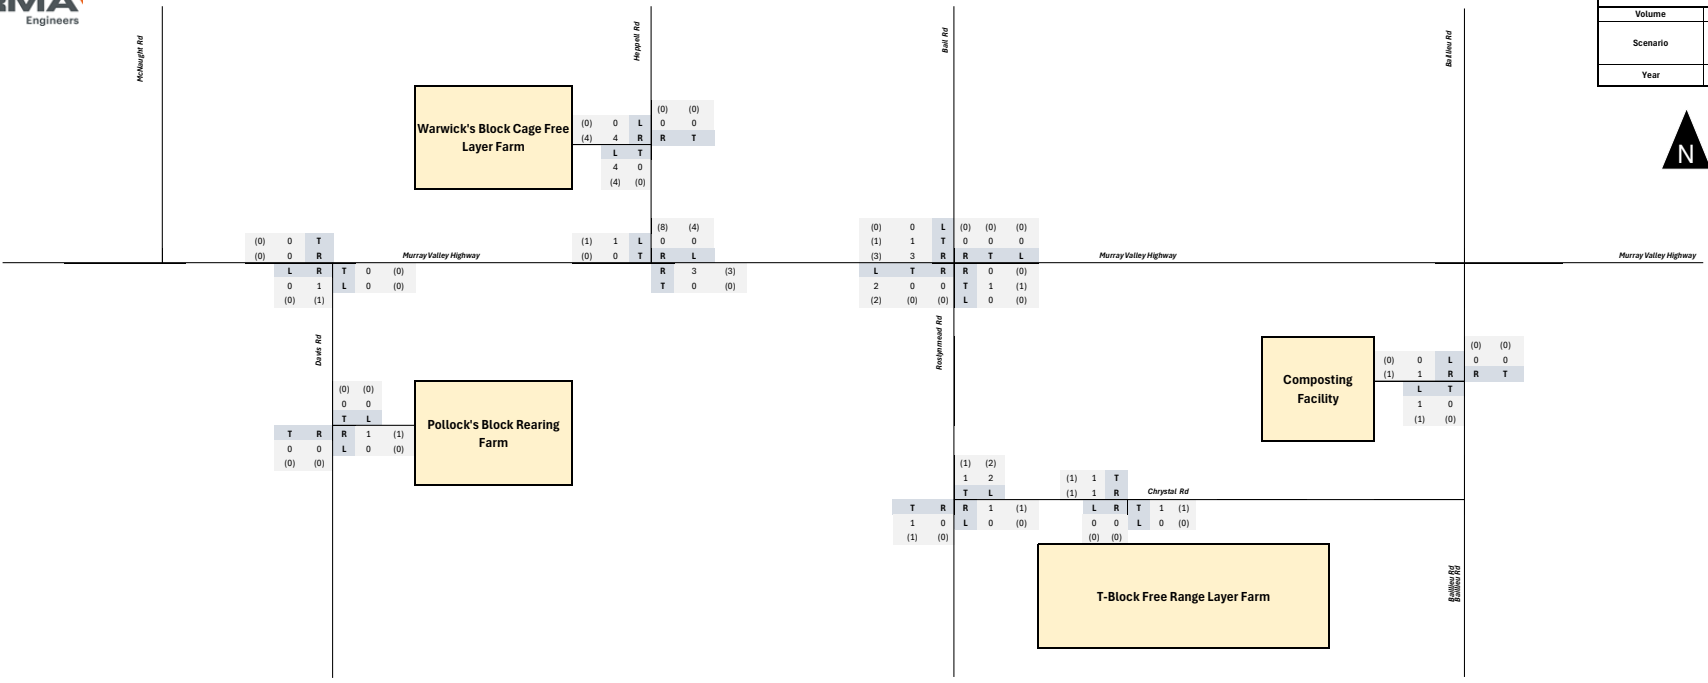 RMA
Engineers
McNaught Rd
Heppell Rd
Ball Rd
Baillieu Rd
Volume
Scenario
Year
N
Warwick's Block Cage Free
Layer Farm
(0) (0)
(0) 0 L 0 0
(4) 4 R R T
L T
4 0
(4) (0)
(8) (4)
(1) 1 L 0 0
(0) 0 T R L
R 3 (3)
T 0 (0)
(0) 0 T
(0) 0 R
Murray Valley Highway
L R T 0 (0)
0 1 L 0 (0)
(0) (1)
(0) 0 L (0) (0) (0)
(1) 1 T 0 0 0
(3) 3 R R T L
L T R R 0 (0)
2 0 0 T 1 (1)
(2) (0) (0) L 0 (0)
Murray Valley Highway
Murray Valley Highway
Davis Rd
Roslynmead Rd
(0) (0)
0 0
T L
T R R 1 (1)
0 0 L 0 (0)
(0) (0)
Pollock's Block Rearing
Farm
Composting
Facility
(0) (0)
(0) 0 L 0 0
(1) 1 R R T
L T
1 0
(1) (0)
(1) (2)
1 2
T L
T R R 1 (1)
1 0 L 0 (0)
(1) (0)
(1) 1 T
(1) 1 R
Chrystal Rd
L R T 1 (1)
0 0 L 0 (0)
(0) (0)
T-Block Free Range Layer Farm
Baillieu Rd
Baillieu Rd